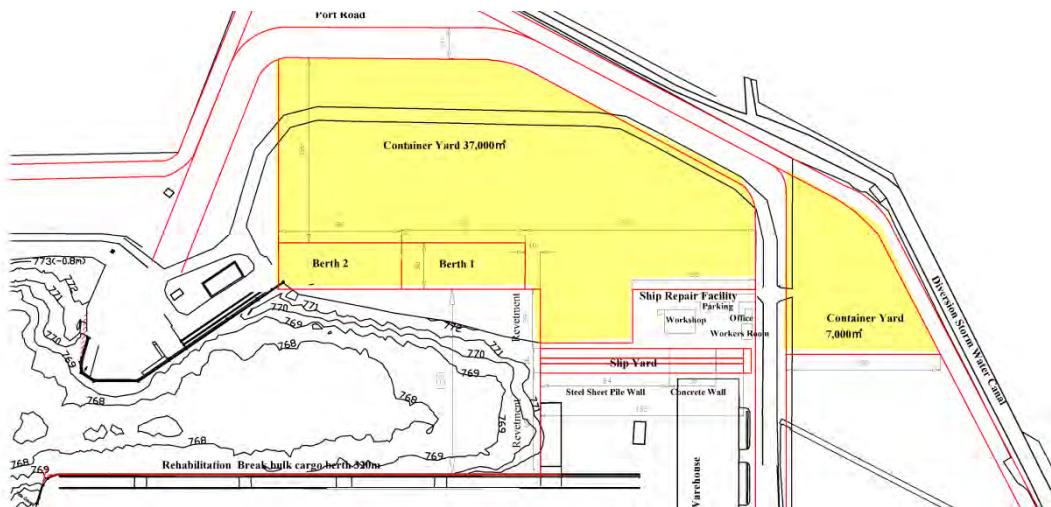 Port Road
Container Yard 37,000㎡
773(-0.8m)
772
771
770
769
768
Berth 2
Berth 1
770
771
769
768
772
770
771
769
768
769
771
768
768
768
769
Revetment
Revetment
Ship Repair Facility
Parking
Workshop
Office
Workers Room
Slip Yard
Steel Sheet Pile Wall
Concrete Wall
Container Yard
7,000㎡
Diversion Storm Water Canal
Rehabilitation Break bulk cargo berth 320m
Warehouse